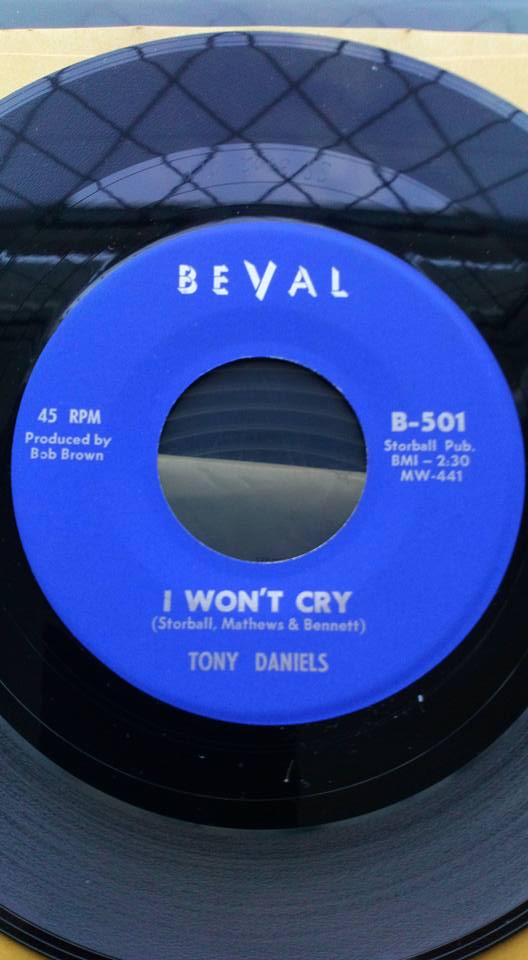 BEVAL
45 RPM
Produced by
Bob Brown
B-501
Storball Pub.
BMI – 2:30
MW-441
I WON'T CRY
(Storball, Mathews & Bennett)
TONY DANIELS